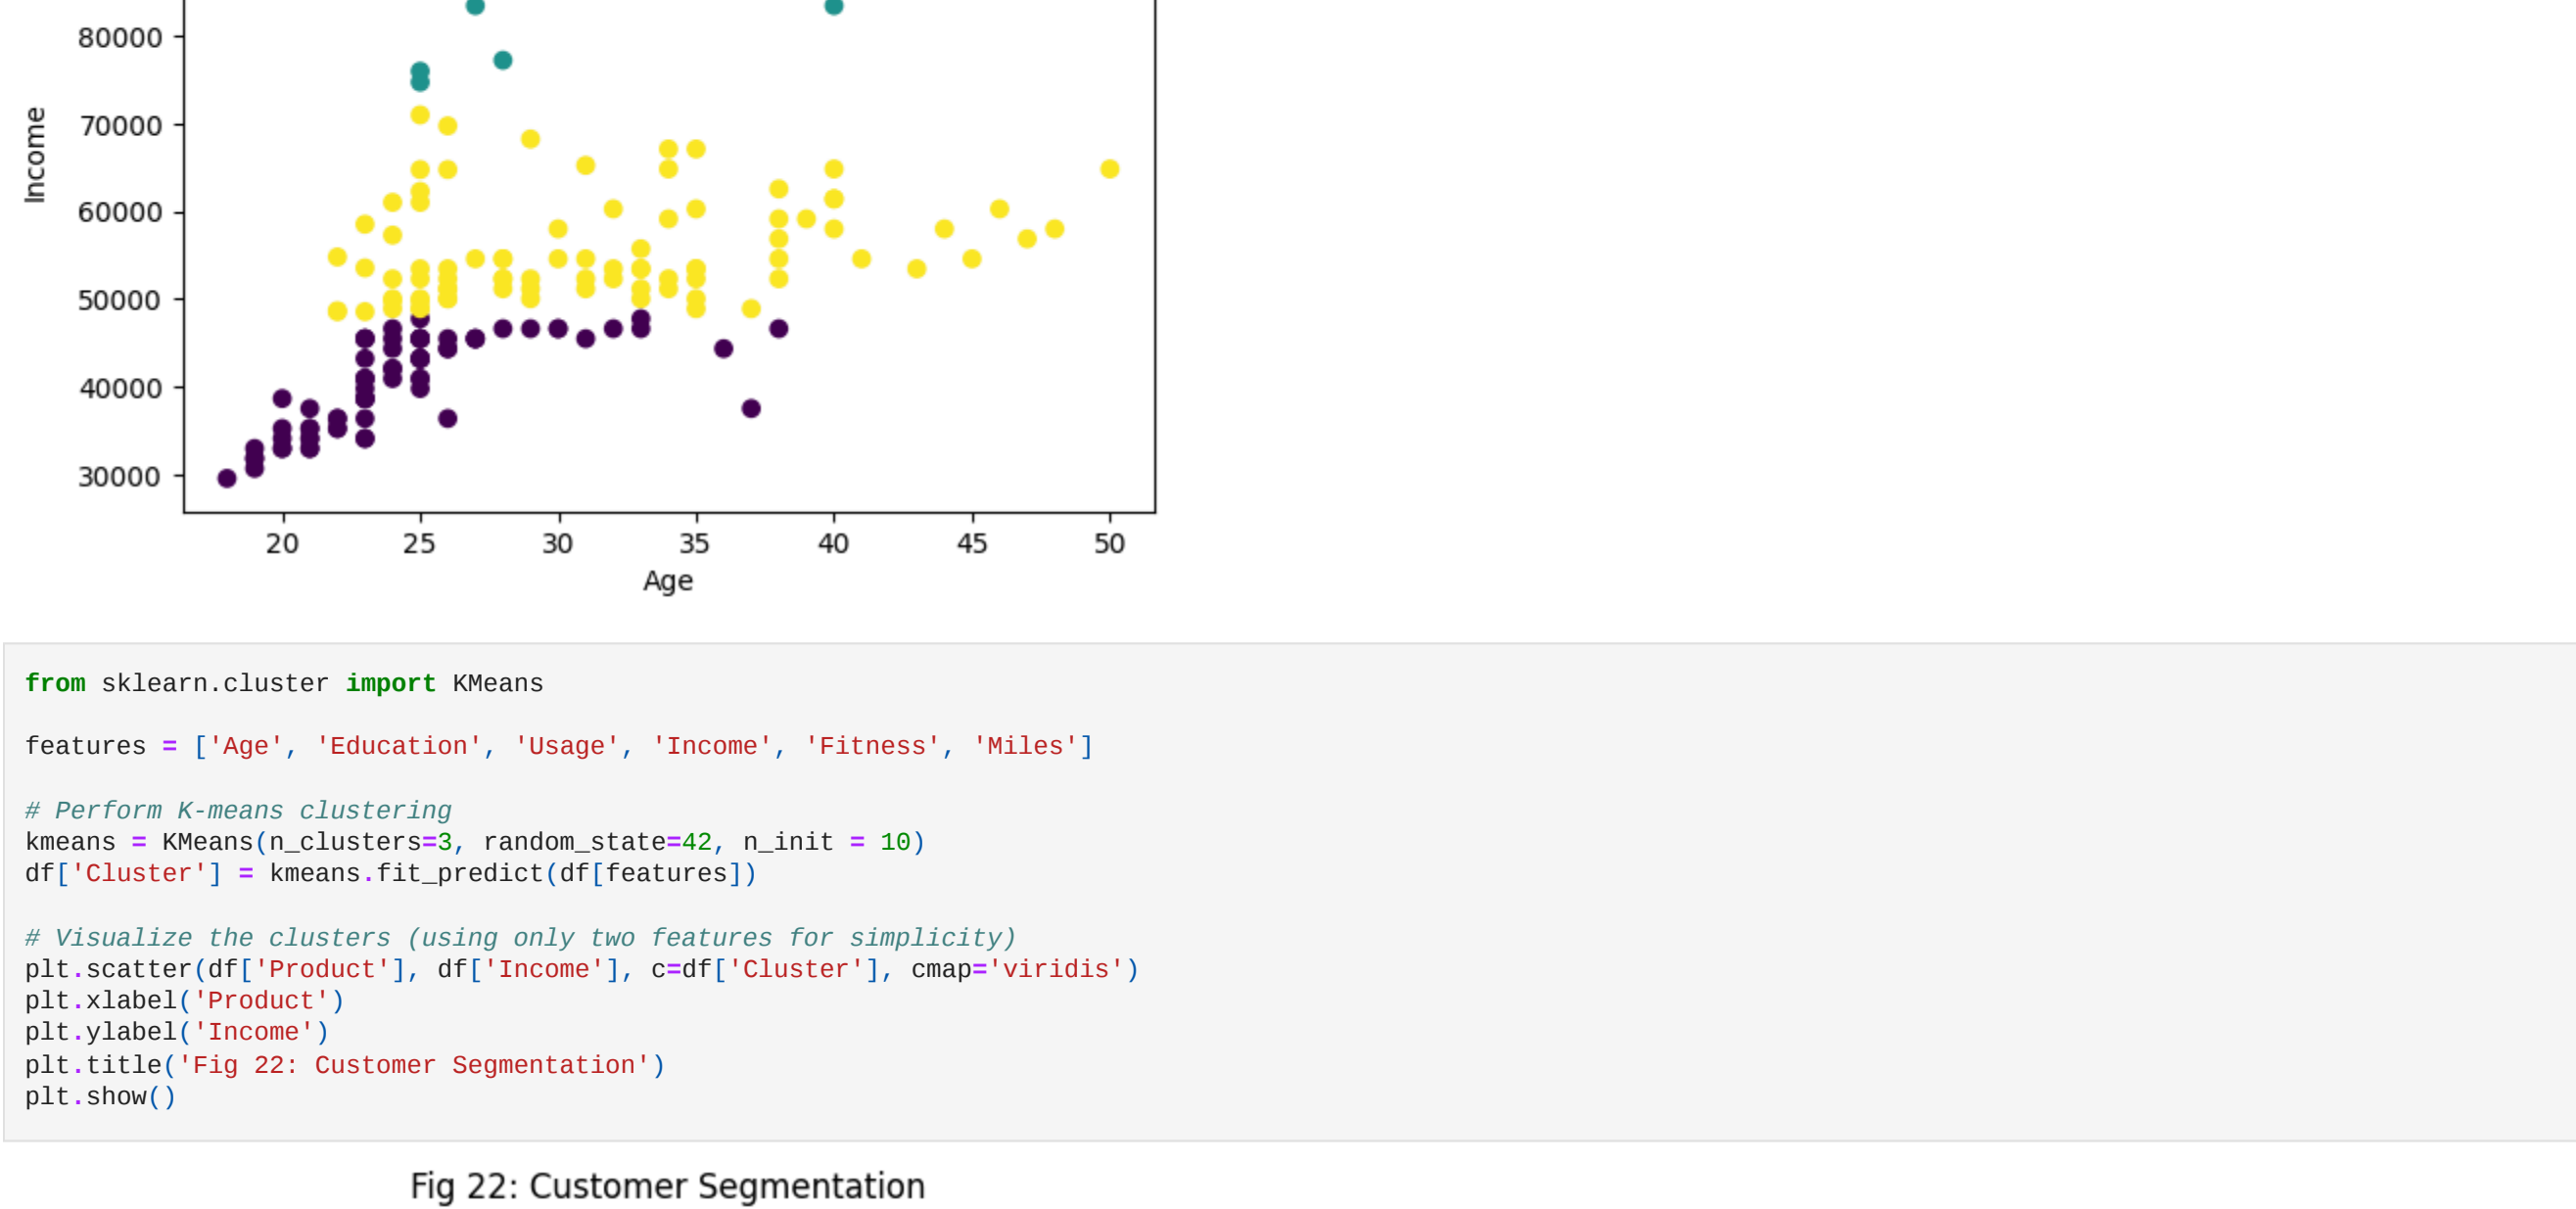 80000
70000
60000
50000
40000
30000
Income
20 25 30 35 40 45 50
Age
from sklearn.cluster import KMeans
features = ['Age', 'Education', 'Usage', 'Income', 'Fitness', 'Miles']
# Perform K-means clustering
kmeans = KMeans(n_clusters=3, random_state=42, n_init = 10)
df['Cluster'] = kmeans.fit_predict(df[features])
# Visualize the clusters (using only two features for simplicity)
plt.scatter(df['Product'], df['Income'], c=df['Cluster'], cmap='viridis')
plt.xlabel('Product')
plt.ylabel('Income')
plt.title('Fig 22: Customer Segmentation')
plt.show()
Fig 22: Customer Segmentation